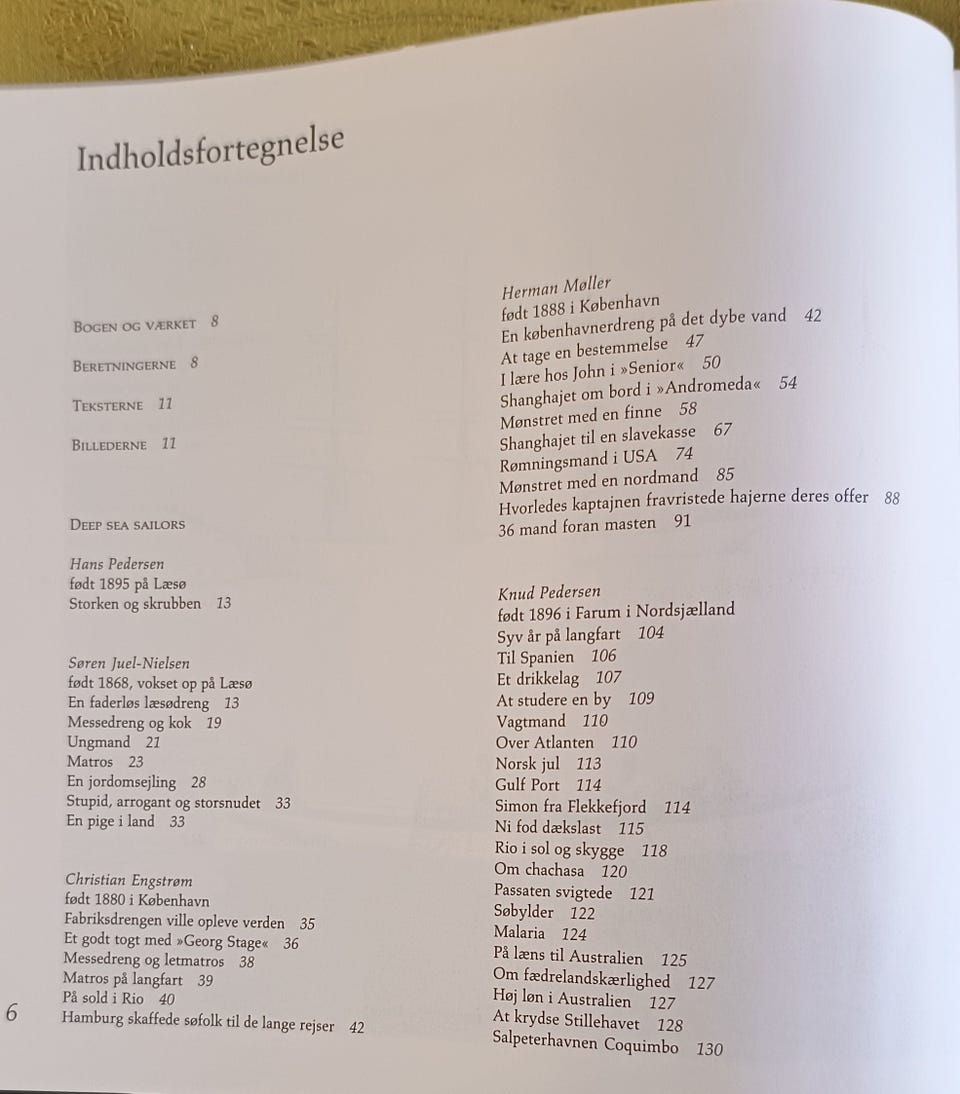 Indholdsfortegnelse
BOGEN OG VÆRKET 8
BERETNINGERNE 8
TEKSTERNE 11
BILLEDERNE 11
DEEP SEA SAILORS
Hans Pedersen
født 1895 på Læsø
Storken og skrubben 13
Søren Juel-Nielsen
født 1868, vokset op på Læsø
En faderløs læsødreng 13
Messedreng og kok 19
Ungmand 21
Matros 23
En jordomsejling 28
Stupid, arrogant og storsnudet 33
En pige i land 33
Christian Engstrøm
født 1880 i København
Fabriksdrengen ville opleve verden 35
Et godt togt med »Georg Stage« 36
Messedreng og letmatros 38
Matros på langfart 39
På sold i Rio 40
Hamburg skaffede søfolk til de lange rejser 42
6
Herman Møller
født 1888 i København
En københavnerdreng på det dybe vand 42
At tage en bestemmelse 47
I lære hos John i »Senior« 50
Shanghajet om bord i »Andromeda« 54
Mønstret med en finne 58
Shanghajet til en slavekasse 67
Rømningsmand i USA 74
Mønstret med en nordmand 85
Hvorledes kaptajnen fravristede hajerne deres offer 88
36 mand foran masten 91
Knud Pedersen
født 1896 i Farum i Nordsjælland
Syv år på langfart 104
Til Spanien 106
Et drikkelag 107
At studere en by 109
Vagtmand 110
Over Atlanten 110
Norsk jul 113
Gulf Port 114
Simon fra Flekkefjord 114
Ni fod dækslast 115
Rio i sol og skygge 118
Om chachasa 120
Passaten svigtede 121
Søbylder 122
Malaria 124
På læns til Australien 125
Om fædrelandskærlighed 127
Høj løn i Australien 127
At krydse Stillehavet 128
Salpeterhavnen Coquimbo 130